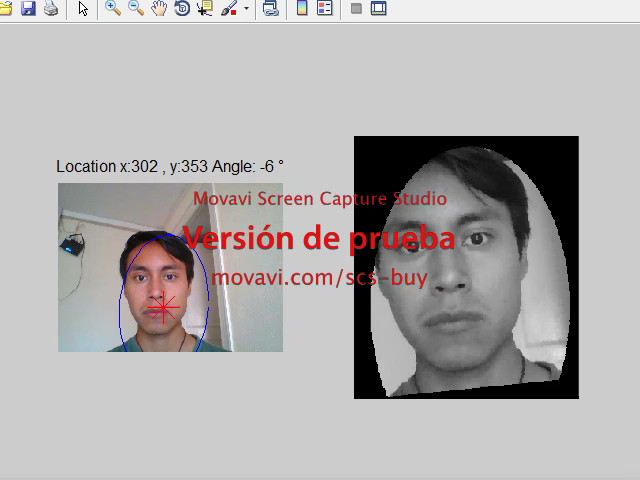 Location x:302 , y:353 Angle: -6 °
Movavi Screen Capture Studio
Versión de prueba
movavi.com/scs-buy